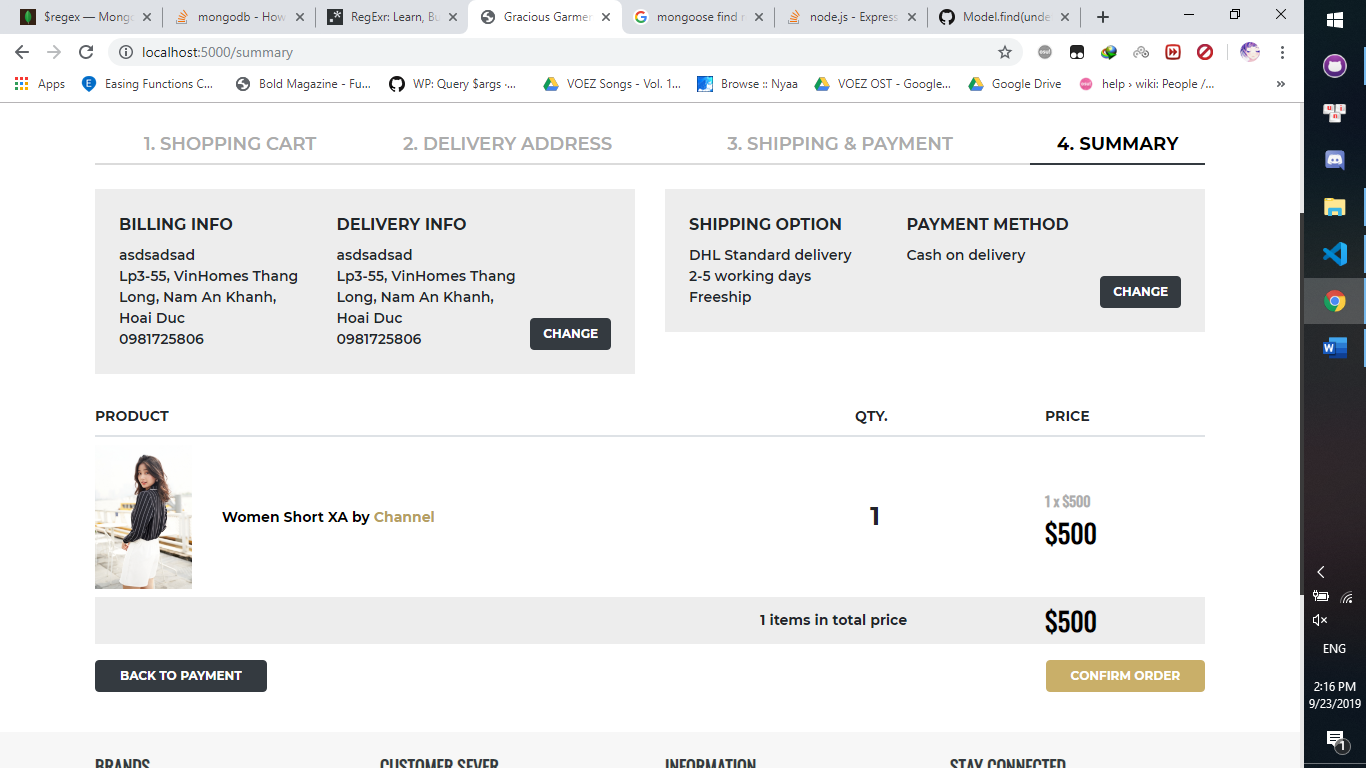 $regex — Mongo
mongodb - How
RegExr: Learn, Bu
Gracious Garmen
mongoose find n
node.js - Express
Model.find(unde
localhost:5000/summary
Apps
Easing Functions C...
Bold Magazine - Fu...
WP: Query $args ·...
VOEZ Songs - Vol. 1...
Browse :: Nyaa
VOEZ OST - Google...
Google Drive
help › wiki: People /...
»
1. SHOPPING CART
2. DELIVERY ADDRESS
3. SHIPPING & PAYMENT
4. SUMMARY
BILLING INFO
asdsadsad
Lp3-55, VinHomes Thang
Long, Nam An Khanh,
Hoai Duc
0981725806
DELIVERY INFO
asdsadsad
Lp3-55, VinHomes Thang
Long, Nam An Khanh,
Hoai Duc
0981725806
CHANGE
SHIPPING OPTION
DHL Standard delivery
2-5 working days
Freeship
PAYMENT METHOD
Cash on delivery
CHANGE
PRODUCT
QTY.
PRICE
Women Short XA by Channel
1
1 x $500
$500
1 items in total price
$500
BACK TO PAYMENT
CONFIRM ORDER
BRANDS
CUSTOMER SEVER
INFORMATION
STAY CONNECTED
ENG
2:16 PM
9/23/2019
1